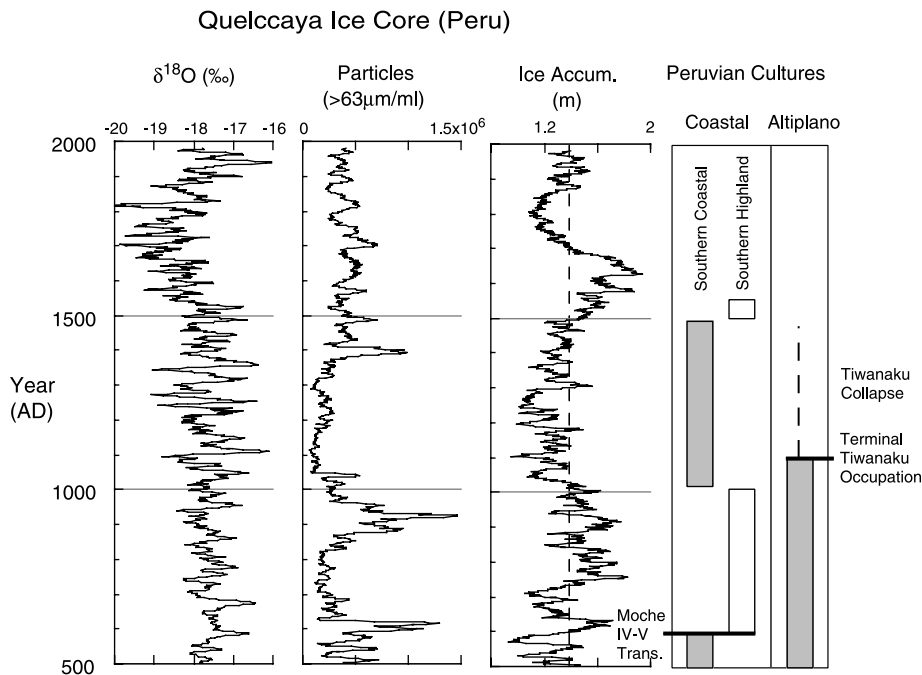 Quelccaya Ice Core (Peru)
δ¹⁸O (‰)
Particles
(>63μm/ml)
Ice Accum.
(m)
Peruvian Cultures
Coastal
Altiplano
-20 -19 -18 -17 -16
0 1.5x10⁶
1.2 2
2000
1500
1000
500
Year
(AD)
Southern Coastal
Southern Highland
Tiwanaku
Collapse
Terminal
Tiwanaku
Occupation
Moche
IV-V
Trans.